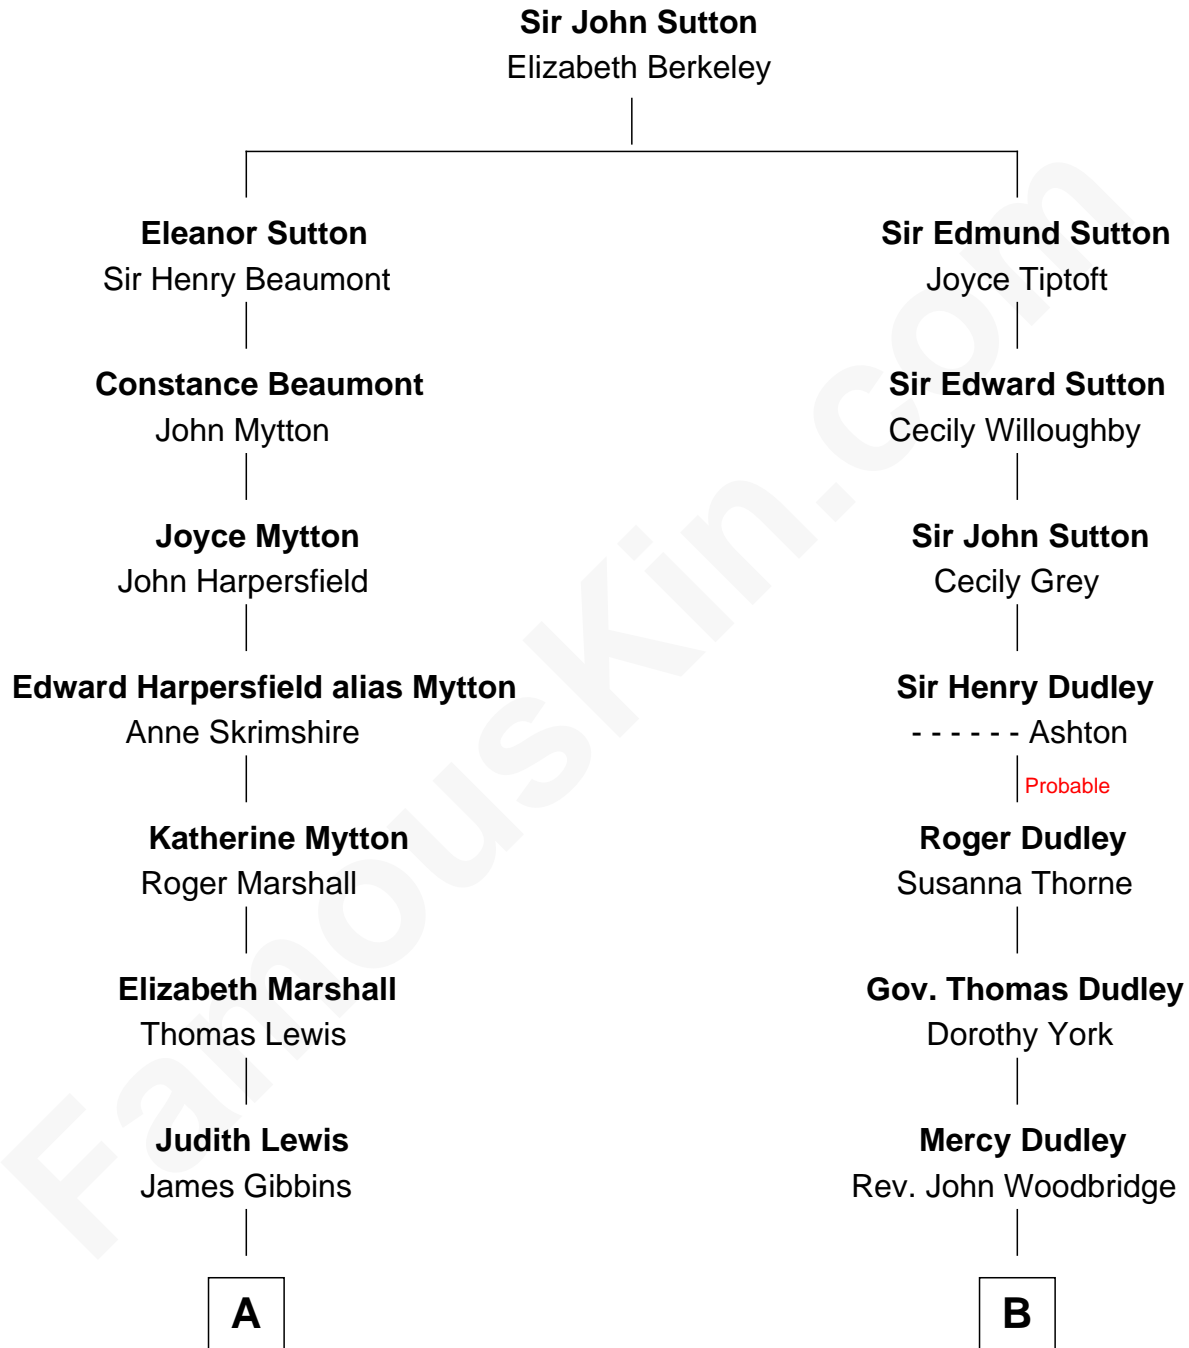 Sir John Sutton
Elizabeth Berkeley
Eleanor Sutton
Sir Henry Beaumont
Constance Beaumont
John Mytton
Joyce Mytton
John Harpersfield
Edward Harpersfield alias Mytton
Anne Skrimshire
Katherine Mytton
Roger Marshall
Elizabeth Marshall
Thomas Lewis
Judith Lewis
James Gibbins
A
Sir Edmund Sutton
Joyce Tiptoft
Sir Edward Sutton
Cecily Willoughby
Sir John Sutton
Cecily Grey
Sir Henry Dudley
- - - - - - Ashton
Probable
Roger Dudley
Susanna Thorne
Gov. Thomas Dudley
Dorothy York
Mercy Dudley
Rev. John Woodbridge
B
FamousKin.com